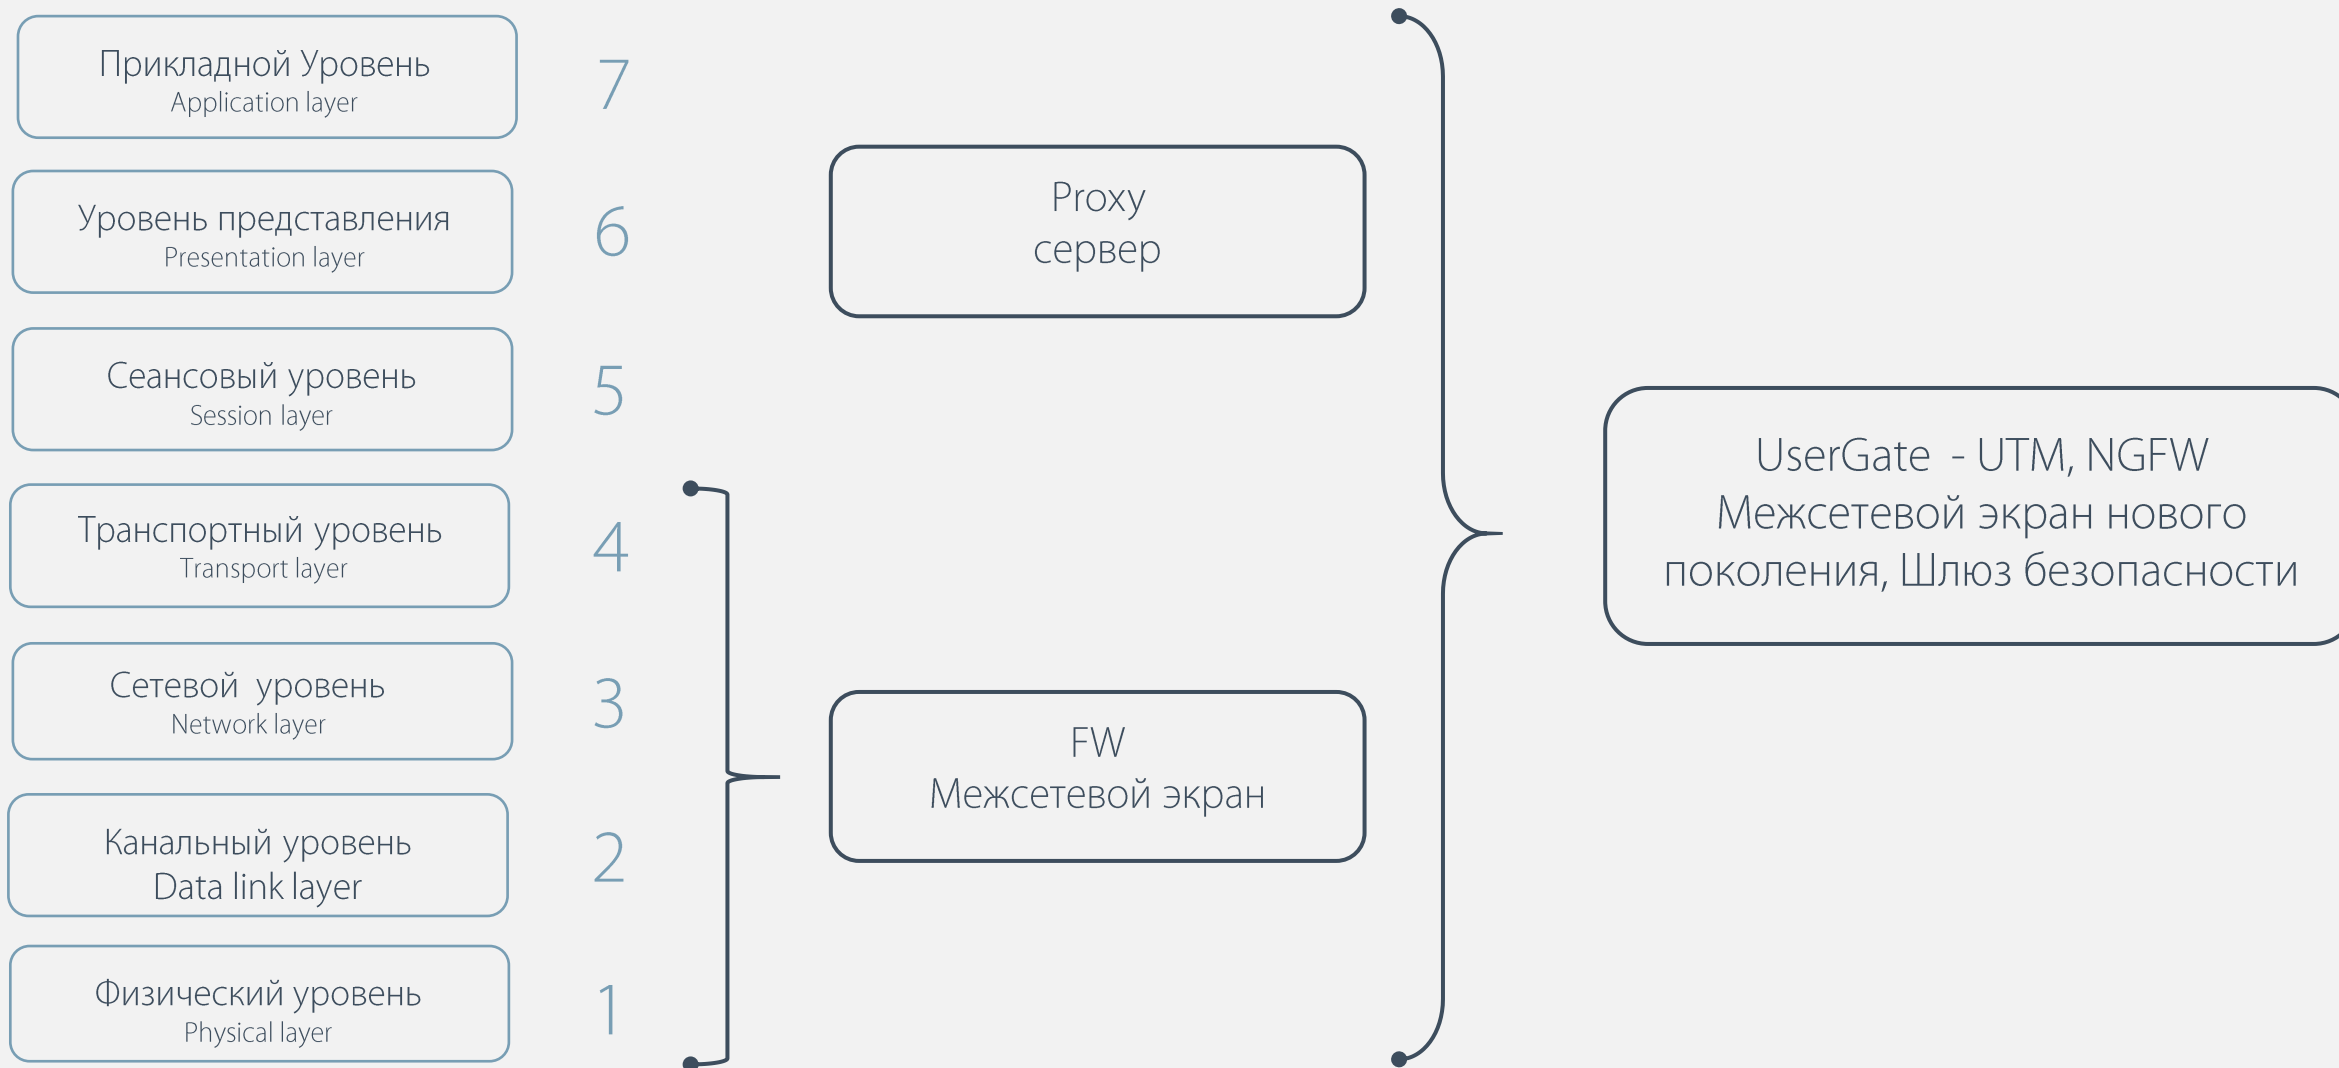 Прикладной Уровень
Application layer
7
Уровень представления
Presentation layer
6
Сеансовый уровень
Session layer
5
Транспортный уровень
Transport layer
4
Сетевой уровень
Network layer
3
Канальный уровень
Data link layer
2
Физический уровень
Physical layer
1
Proxy
сервер
FW
Межсетевой экран
UserGate - UTM, NGFW
Межсетевой экран нового
поколения, Шлюз безопасности